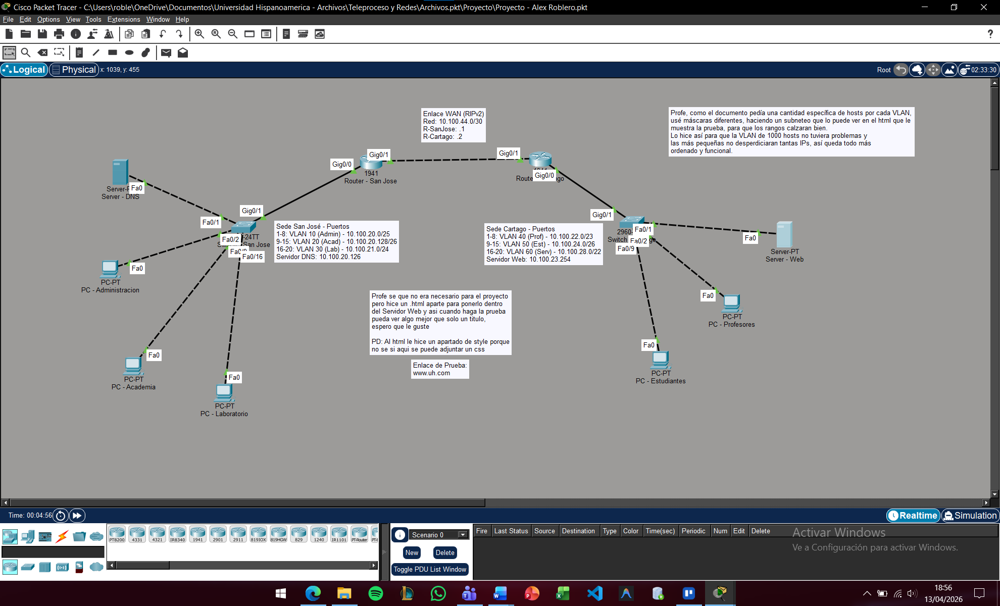 Cisco Packet Tracer - C:\Users\roble\OneDrive\Documentos\Universidad Hispanoamerica - Archivos\Teleproceso y Redes\Archivos.pkt\Proyecto\Proyecto - Alex Roblero.pkt
File Edit Options View Tools Extensions Window Help
?
Logical Physical x: 1039, y: 455
Root 02:33:30
Enlace WAN (RIPv2)
Red: 10.100.44.0/30
R-SanJose: .1
R-Cartago: .2
Profe, como el documento pedía una cantidad específica de hosts por cada VLAN,
usé máscaras diferentes, haciendo un subneteo que lo puede ver en el html que le
muestra la prueba, para que los rangos calzaran bien.
Lo hice así para que la VLAN de 1000 hosts no tuviera problemas y
las más pequeñas no desperdiciaran tantas IPs, así queda todo más
ordenado y funcional.
Gig0/1
Gig0/0
1941
Router - San Jose
Gig0/1
Gig0/0
Server-
Fa0
Server - DNS
Gig0/1
Fa0/1
-24TT
Fa0/2
San Jose
Fa0/16
Sede San José - Puertos
1-8: VLAN 10 (Admin) - 10.100.20.0/25
9-15: VLAN 20 (Acad) - 10.100.20.128/26
16-20: VLAN 30 (Lab) - 10.100.21.0/24
Servidor DNS: 10.100.20.126
Sede Cartago - Puertos
1-8: VLAN 40 (Prof) - 10.100.22.0/23
9-15: VLAN 50 (Est) - 10.100.24.0/26
16-20: VLAN 60 (Serv) - 10.100.28.0/22
Servidor Web: 10.100.23.254
Gig0/1
Fa0/1
2960-
Switch
Fa0/2
Fa0/9
Fa0
Server-PT
Server - Web
Fa0
PC-PT
PC - Administracion
Fa0
PC-PT
PC - Academia
Fa0
PC-PT
PC - Laboratorio
Profe se que no era necesario para el proyecto
pero hice un .html aparte para ponerlo dentro
del Servidor Web y asi cuando haga la prueba
pueda ver algo mejor que solo un titulo,
espero que le guste
PD: Al html le hice un apartado de style porque
no se si aqui se puede adjuntar un css
Enlace de Prueba:
www.uh.com
Fa0
PC-PT
PC - Profesores
Fa0
PC-PT
PC - Estudiantes
Time: 00:04:56
Realtime Simulation
PT8200 4331 4321 IR8340 1941 2901 2911 819IOX 819HGW 829 1240 IR1101 PT-Router
Scenario 0
New Delete
Toggle PDU List Window
Fire Last Status Source Destination Type Color Time(sec) Periodic Num Edit Delete
Activar Windows
Ve a Configuración para activar Windows.
18:56
13/04/2026